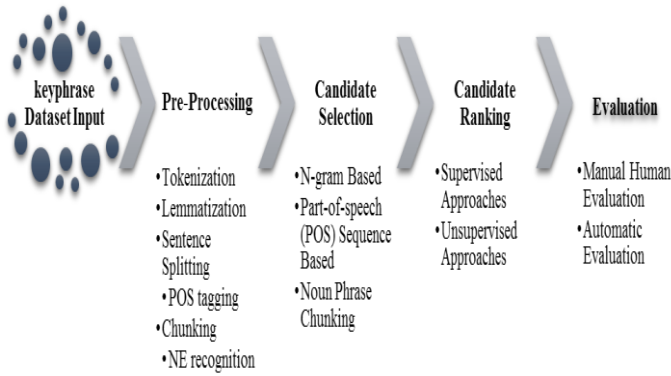 keyphrase
Dataset Input
Pre-Processing
•Tokenization
•Lemmatization
•Sentence
Splitting
•POS tagging
•Chunking
•NE recognition
Candidate
Selection
•N-gram Based
•Part-of-speech
(POS) Sequence
Based
•Noun Phrase
Chunking
Candidate
Ranking
•Supervised
Approaches
•Unsupervised
Approaches
Evaluation
•Manual Human
Evaluation
•Automatic
Evaluation